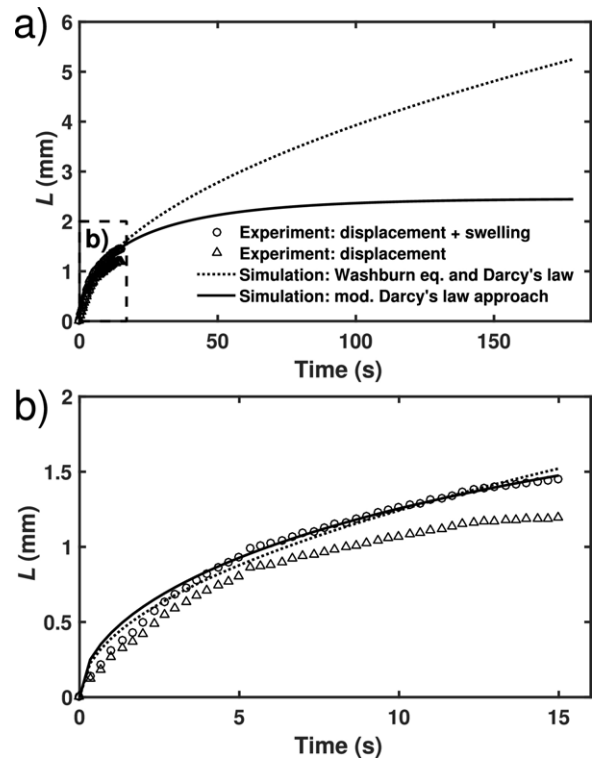 a)
6
5
4
3
2
1
0
L (mm)
b)
Experiment: displacement + swelling
Experiment: displacement
Simulation: Washburn eq. and Darcy's law
Simulation: mod. Darcy's law approach
0 50 100 150
Time (s)
b)
2
1.5
1
0.5
0
L (mm)
0 5 10 15
Time (s)